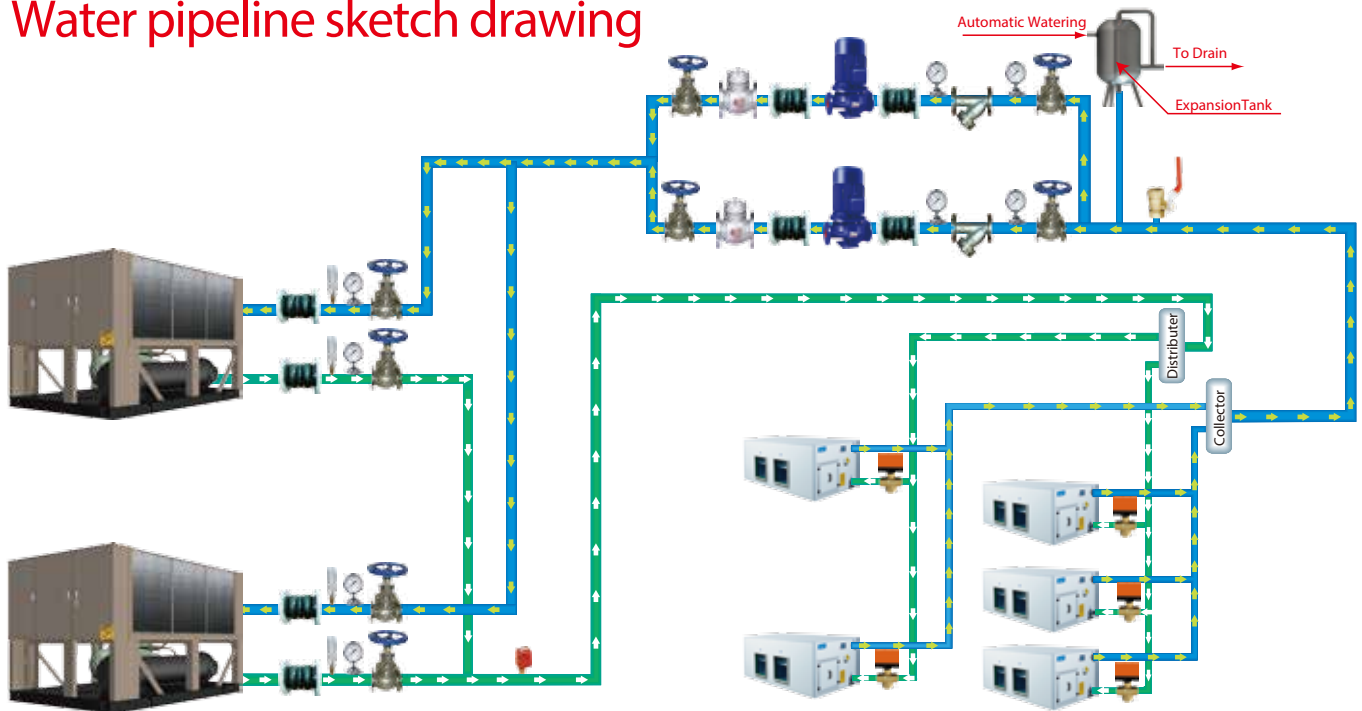 Water pipeline sketch drawing
Automatic Watering
To Drain
ExpansionTank
Distributer
Collector